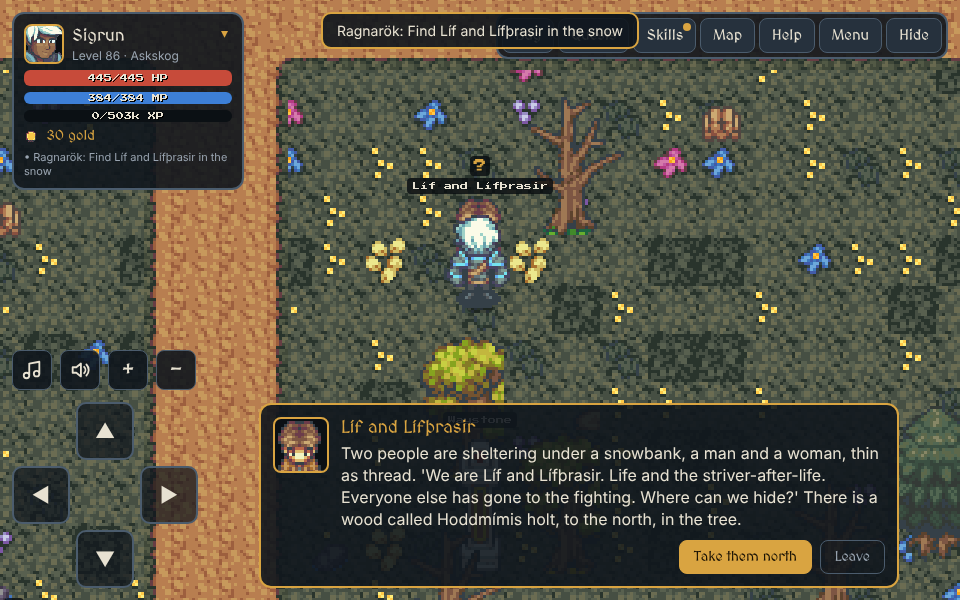 Sigrun
Level 86 · Askskog
445/445 HP
384/384 MP
0/503k XP
30 gold
• Ragnarök: Find Líf and Lífþrasir in the
snow
Ragnarök: Find Líf and Lífþrasir in the snow
Skills
Map
Help
Menu
Hide
?
Líf and Lífþrasir
Líf and Lífþrasir
Two people are sheltering under a snowbank, a man and a woman, thin
as thread. 'We are Líf and Lífþrasir. Life and the striver-after-life.
Everyone else has gone to the fighting. Where can we hide?' There is a
wood called Hoddmímis holt, to the north, in the tree.
Take them north
Leave
+
−